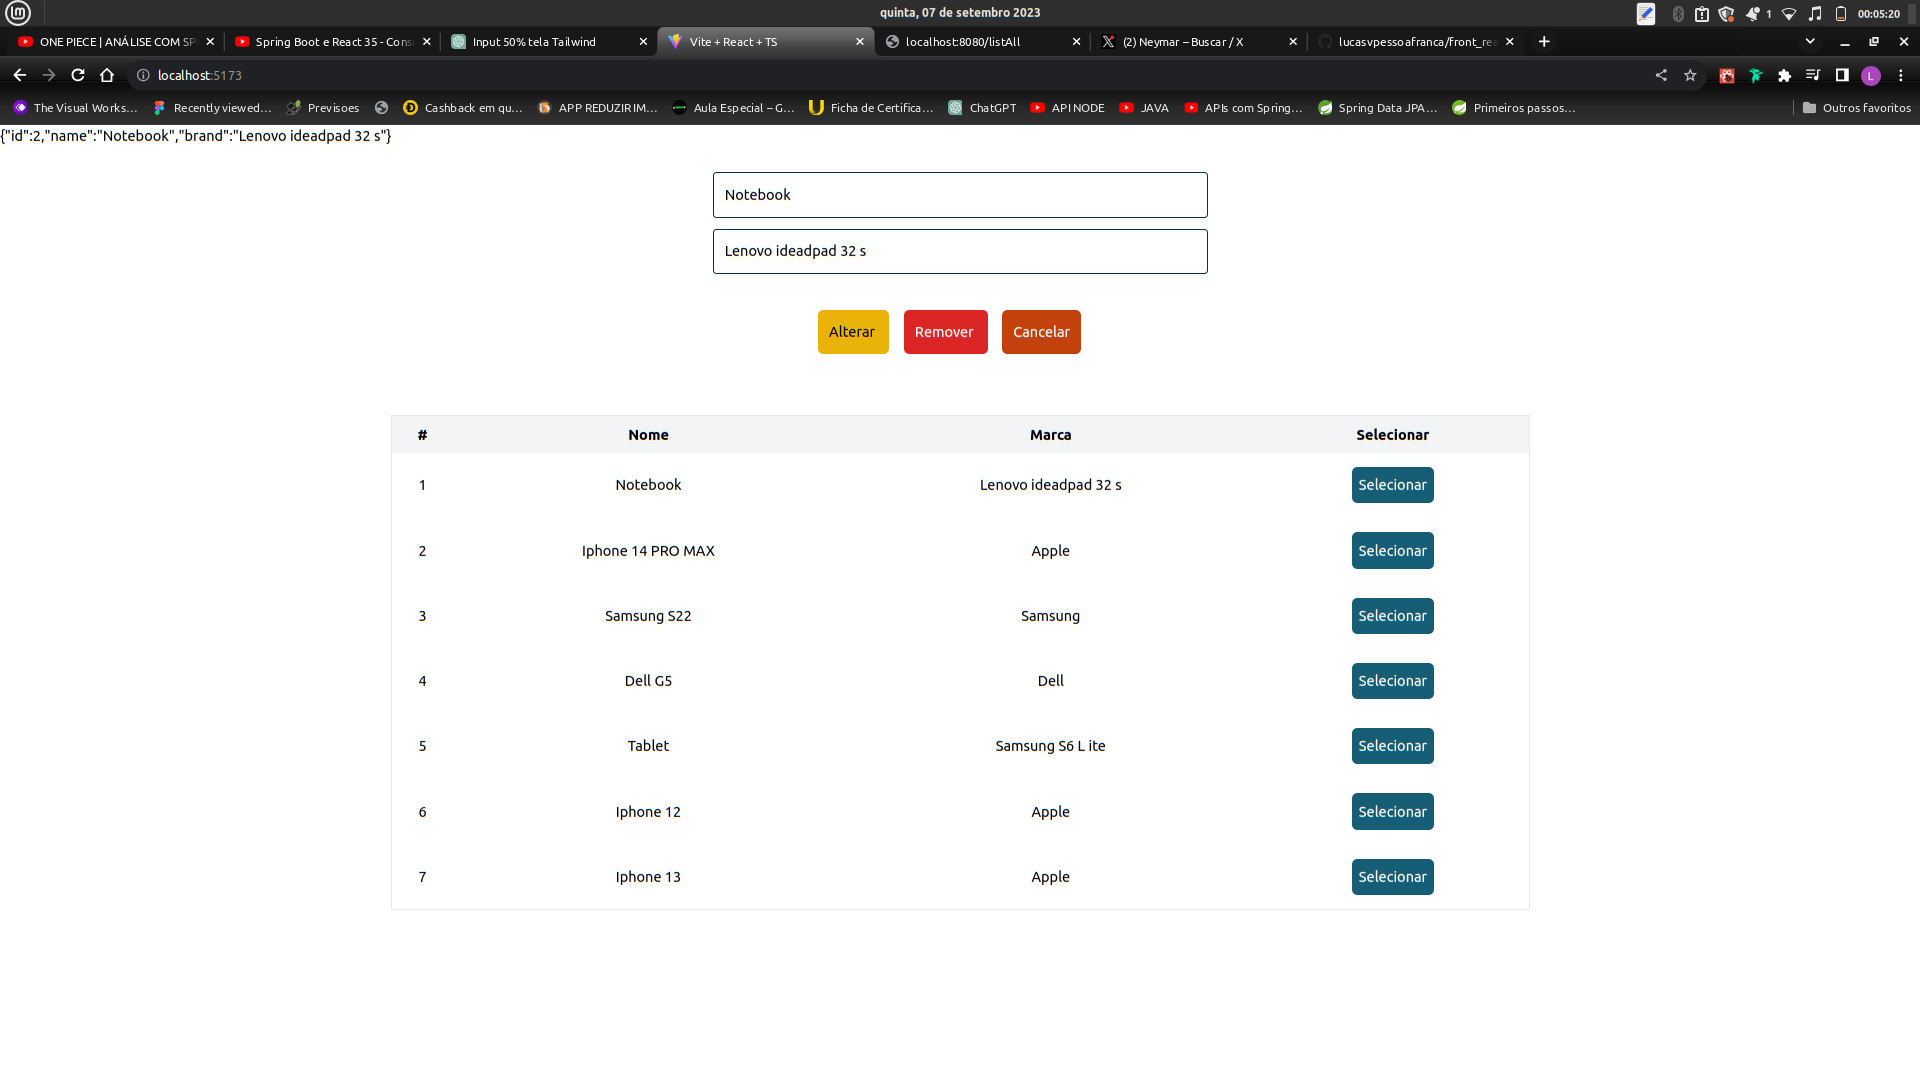 quinta, 07 de setembro 2023
1
00:05:20
ONE PIECE | ANÁLISE COM SP
Spring Boot e React 35 - Cons
Input 50% tela Tailwind
Vite + React + TS
localhost:8080/listAll
(2) Neymar – Buscar / X
lucasvpessoafranca/front_rea
localhost:5173
L
The Visual Works…
Recently viewed…
Previsoes
Cashback em qu…
APP REDUZIR IM…
Aula Especial – G…
Ficha de Certifica…
ChatGPT
API NODE
JAVA
APIs com Spring…
Spring Data JPA…
Primeiros passos…
Outros favoritos
{"id":2,"name":"Notebook","brand":"Lenovo ideadpad 32 s"}
Notebook
Lenovo ideadpad 32 s
Alterar Remover Cancelar
# Nome Marca Selecionar
1 Notebook Lenovo ideadpad 32 s Selecionar
2 Iphone 14 PRO MAX Apple Selecionar
3 Samsung S22 Samsung Selecionar
4 Dell G5 Dell Selecionar
5 Tablet Samsung S6 L ite Selecionar
6 Iphone 12 Apple Selecionar
7 Iphone 13 Apple Selecionar